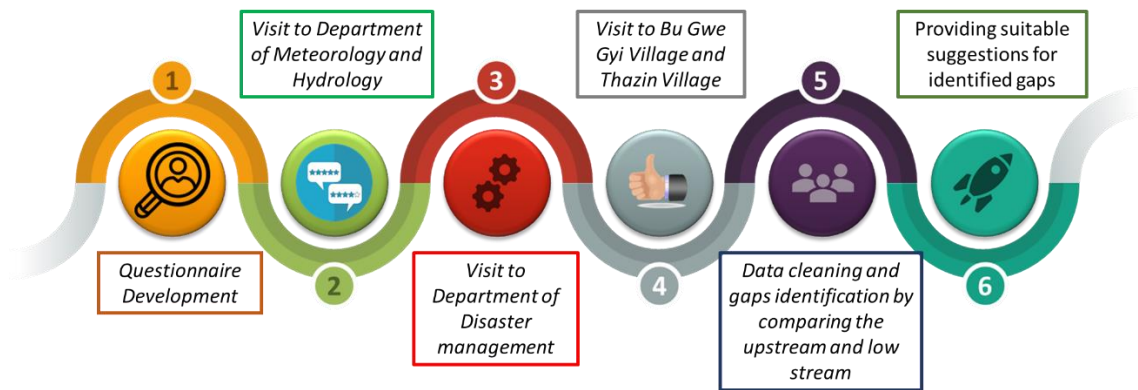 1
Questionnaire
Development
Visit to Department
of Meteorology and
Hydrology
2
3
Visit to
Department of
Disaster
management
Visit to Bu Gwe
Gyi Village and
Thazin Village
4
5
Data cleaning and
gaps identification by
comparing the
upstream and low
stream
Providing suitable
suggestions for
identified gaps
6